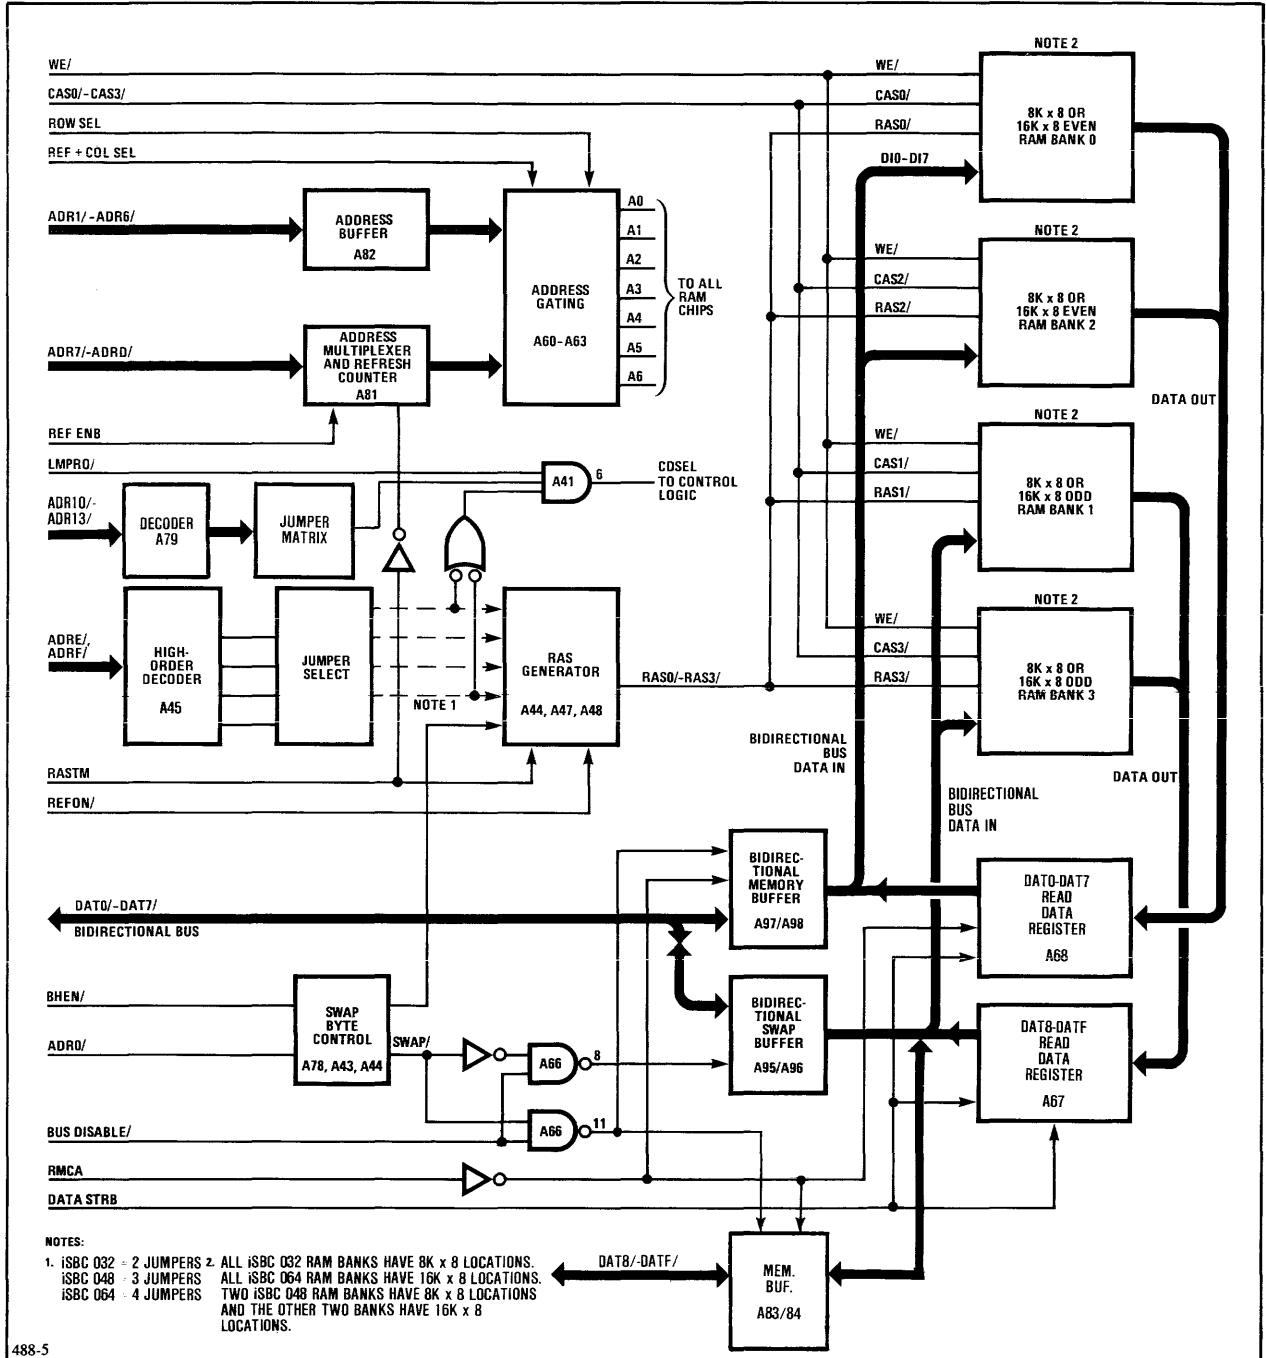 NOTE 2
WE/
WE/
CAS0/-CAS3/
CAS0/
8K x 8 OR
16K x 8 EVEN
RAM BANK 0
ROW SEL
RAS0/
REF + COL SEL
DI0-DI7
ADR1/-ADR6/
ADDRESS
BUFFER
A82
ADDRESS
GATING
A60-A63
A0
A1
A2
A3
A4
A5
A6
TO ALL
RAM
CHIPS
NOTE 2
WE/
CAS2/
RAS2/
8K x 8 OR
16K x 8 EVEN
RAM BANK 2
ADR7/-ADRD/
ADDRESS
MULTIPLEXER
AND REFRESH
COUNTER
A81
DATA OUT
REF ENB
NOTE 2
WE/
CAS1/
RAS1/
8K x 8 OR
16K x 8 ODD
RAM BANK 1
LMPRO/
A41
6
CDSEL
TO CONTROL
LOGIC
ADR10/-
ADR13/
DECODER
A79
JUMPER
MATRIX
NOTE 2
WE/
CAS3/
RAS3/
8K x 8 OR
16K x 8 ODD
RAM BANK 3
ADRE/,
ADRF/
HIGH-
ORDER
DECODER
A45
JUMPER
SELECT
NOTE 1
RAS
GENERATOR
A44, A47, A48
RAS0/-RAS3/
BIDIRECTIONAL
BUS
DATA IN
RASTM
REFON/
DATA OUT
BIDIRECTIONAL
BUS
DATA IN
DAT0/-DAT7/
BIDIRECTIONAL BUS
BIDIREC-
TIONAL
MEMORY
BUFFER
A97/A98
DAT0-DAT7
READ
DATA
REGISTER
A68
BHEN/
ADR0/
SWAP
BYTE
CONTROL
A78, A43, A44
SWAP/
A66
8
BIDIREC-
TIONAL
SWAP
BUFFER
A95/A96
DAT8-DATF
READ
DATA
REGISTER
A67
BUS DISABLE/
A66
11
RMCA
DATA STRB
NOTES:
1. iSBC 032 = 2 JUMPERS
iSBC 048 = 3 JUMPERS
iSBC 064 = 4 JUMPERS
2. ALL iSBC 032 RAM BANKS HAVE 8K x 8 LOCATIONS.
ALL iSBC 064 RAM BANKS HAVE 16K x 8 LOCATIONS.
TWO iSBC 048 RAM BANKS HAVE 8K x 8 LOCATIONS
AND THE OTHER TWO BANKS HAVE 16K x 8
LOCATIONS.
DAT8/-DATF/
MEM.
BUF.
A83/84
488-5